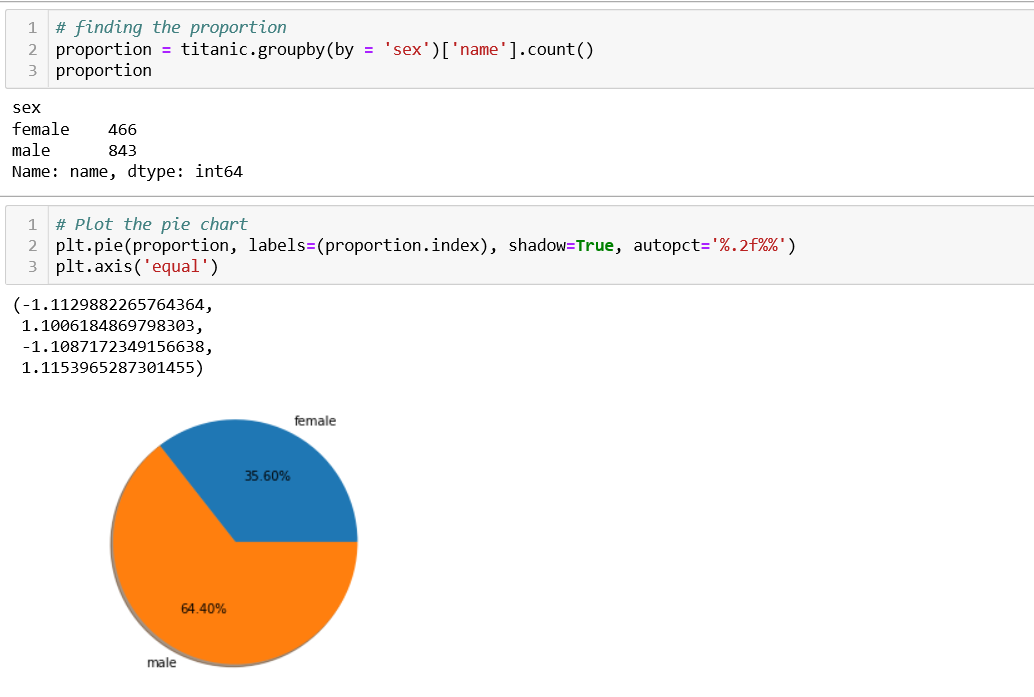 1 # finding the proportion
2 proportion = titanic.groupby(by = 'sex')['name'].count()
3 proportion
sex
female    466
male      843
Name: name, dtype: int64
1 # Plot the pie chart
2 plt.pie(proportion, labels=(proportion.index), shadow=True, autopct='%.2f%%')
3 plt.axis('equal')
(-1.1129882265764364,
 1.1006184869798303,
 -1.1087172349156638,
 1.1153965287301455)
female
35.60%
64.40%
male